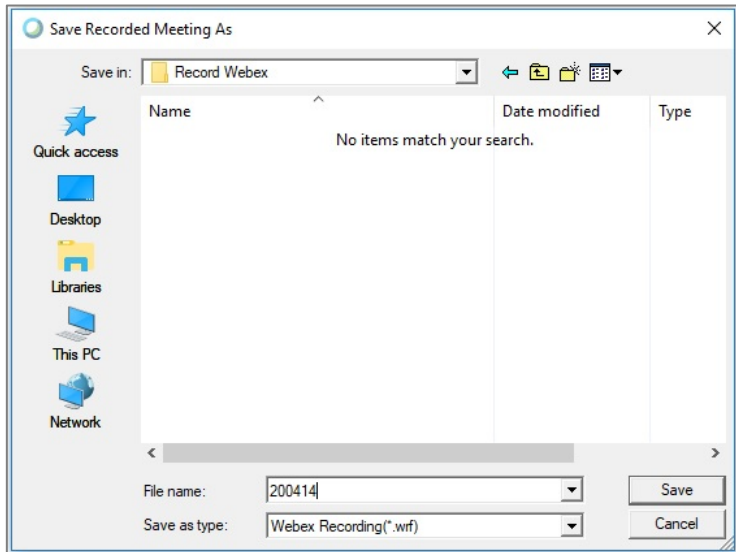 Save Recorded Meeting As
Save in: Record Webex
Name Date modified Type
No items match your search.
Quick access
Desktop
Libraries
This PC
Network
File name: 200414 Save
Save as type: Webex Recording(*.wrf) Cancel